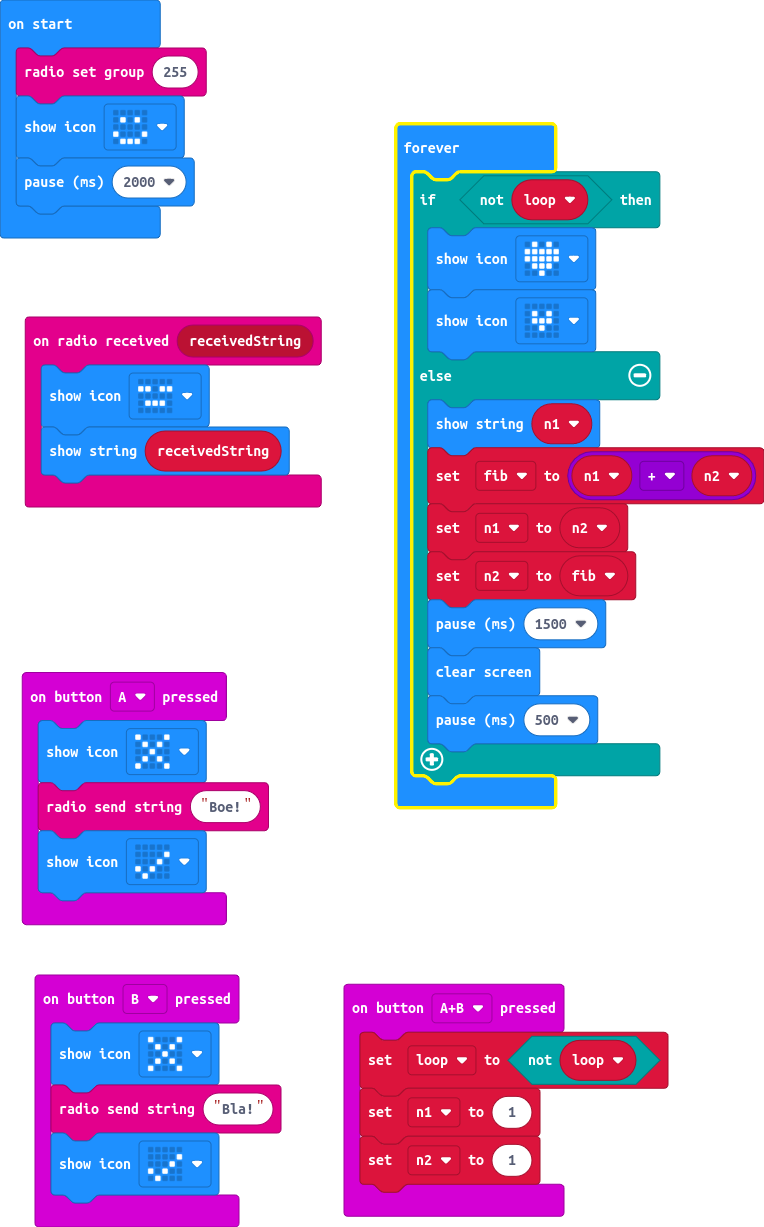 on start
radio set group 255
show icon
pause (ms) 2000
on radio received receivedString
show icon
show string receivedString
forever
if not loop then
show icon
show icon
else
show string n1
set fib to n1 + n2
set n1 to n2
set n2 to fib
pause (ms) 1500
clear screen
pause (ms) 500
on button A pressed
show icon
radio send string "Boe!"
show icon
on button B pressed
show icon
radio send string "Bla!"
show icon
on button A+B pressed
set loop to not loop
set n1 to 1
set n2 to 1